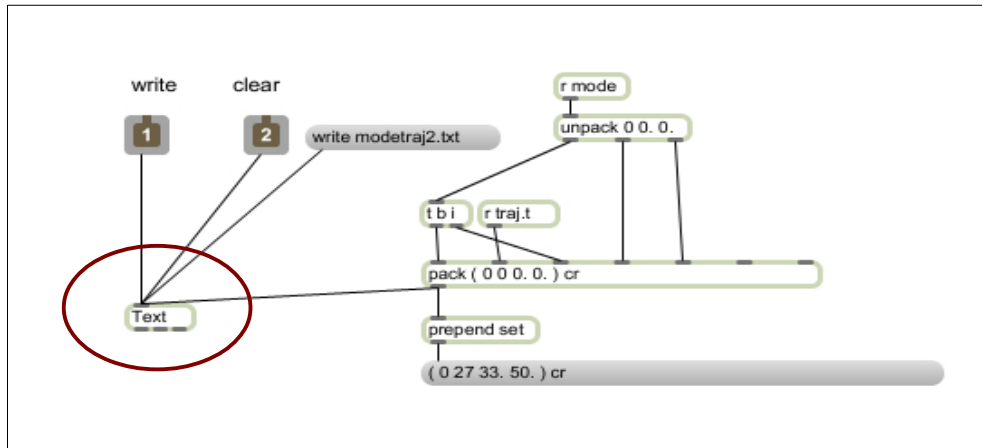 write
clear
r mode
1
2
write modetraj2.txt
unpack 0 0. 0.
t b i
r traj.t
pack ( 0 0 0. 0. ) cr
Text
prepend set
( 0 27 33. 50. ) cr